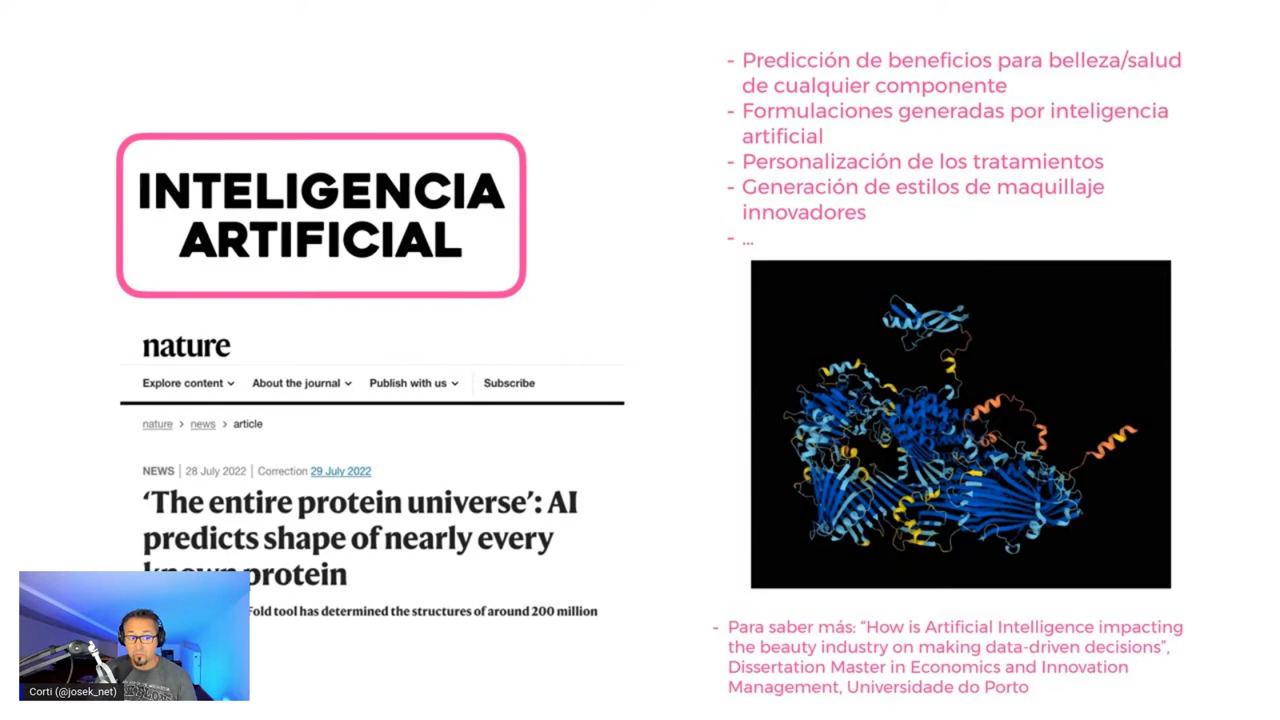 INTELIGENCIA
ARTIFICIAL
nature
Explore content
About the journal
Publish with us
Subscribe
nature > news > article
NEWS | 28 July 2022 | Correction 29 July 2022
‘The entire protein universe’: AI
predicts shape of nearly every
protein
Fold tool has determined the structures of around 200 million
Corti (@josek_net)
- Predicción de beneficios para belleza/salud
de cualquier componente
- Formulaciones generadas por inteligencia
artificial
- Personalización de los tratamientos
- Generación de estilos de maquillaje
innovadores
- ...
- Para saber más: “How is Artificial Intelligence impacting
the beauty industry on making data-driven decisions”,
Dissertation Master in Economics and Innovation
Management, Universidade do Porto